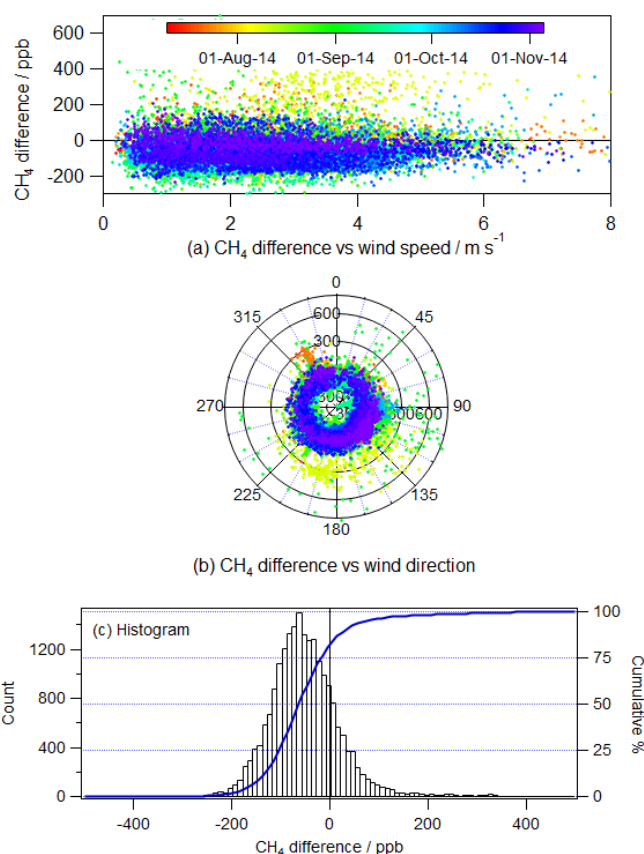 600
400
200
0
-200
CH4 difference / ppb
01-Aug-14 01-Sep-14 01-Oct-14 01-Nov-14
0 2 4 6 8
(a) CH4 difference vs wind speed / m s-1
0
315 45
600
300
270 90
600
225 135
180
(b) CH4 difference vs wind direction
(c) Histogram
1200
800
400
0
Count
100
75
50
25
0
Cumulative %
-400 -200 0 200 400
CH4 difference / ppb